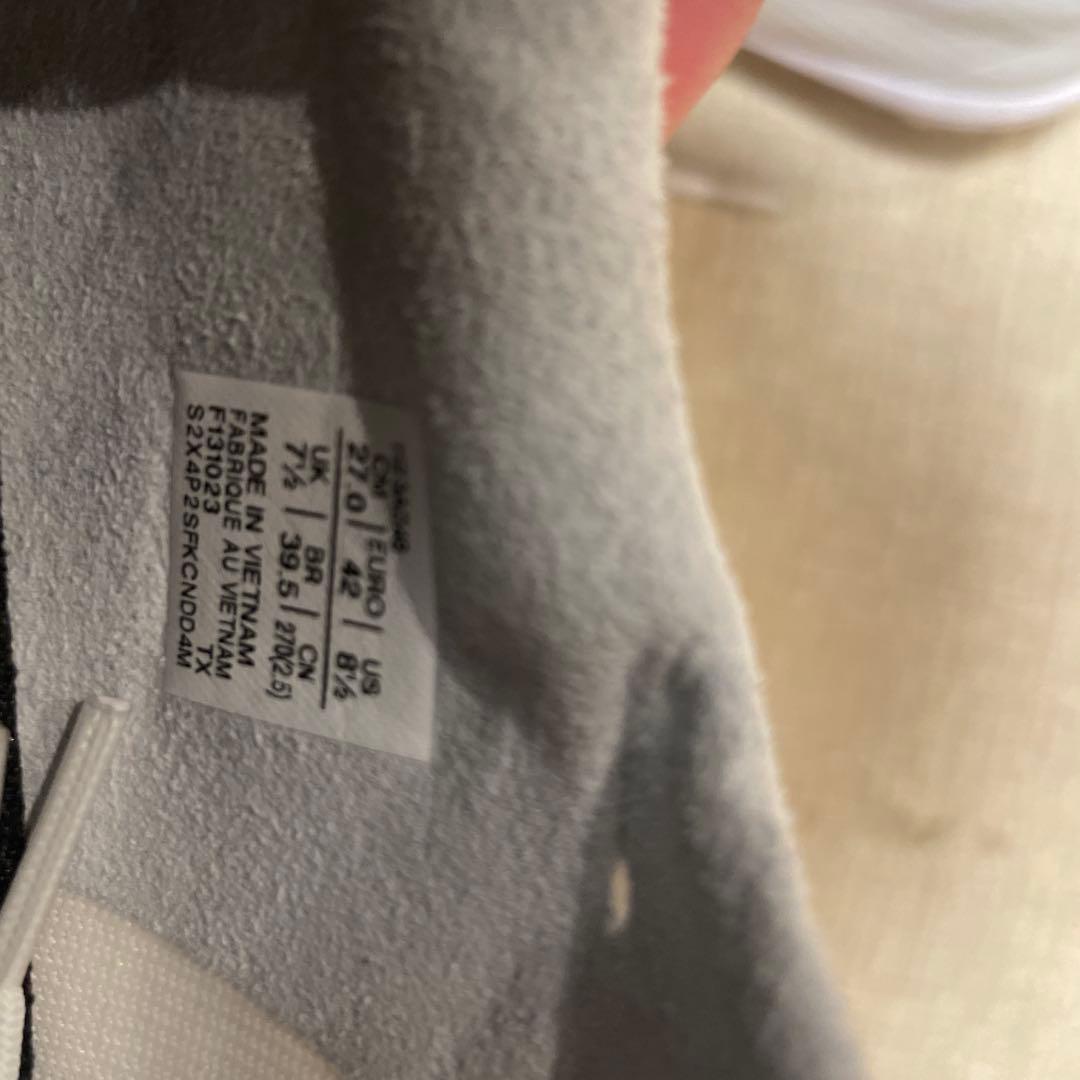 CM | EURO | US
27.0 | 42 | 8½
UK | BR | CN
7½ | 39.5 | 270(2.5)
MADE IN VIETNAM
FABRIQUE AU VIETNAM
F131023 TX
S2X4P2SFKCNDD4M